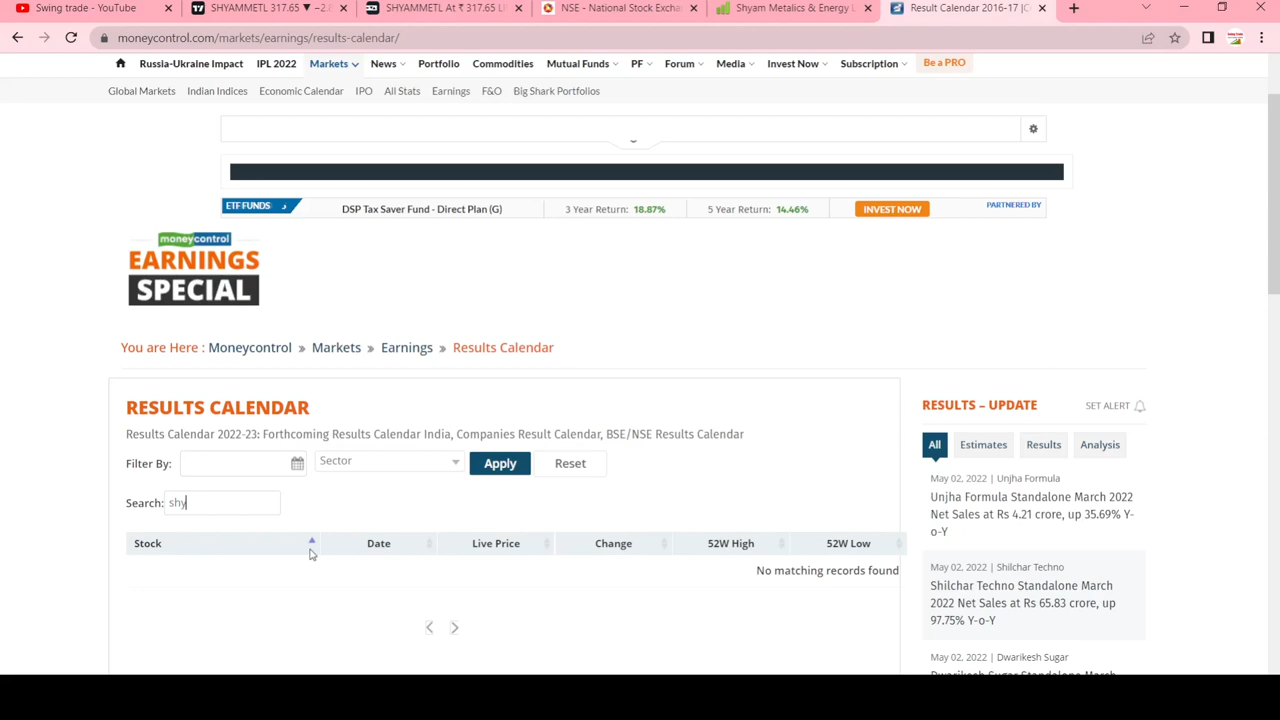 Swing trade - YouTube
SHYAMMETL 317.65 ▼ −2.8
SHYAMMETL At ₹ 317.65 L
NSE - National Stock Excha
Shyam Metalics & Energy L
Result Calendar 2016-17 |C
moneycontrol.com/markets/earnings/results-calendar/
Russia-Ukraine Impact IPL 2022 Markets News Portfolio Commodities Mutual Funds PF Forum Media Invest Now Subscription Be a PRO
Global Markets Indian Indices Economic Calendar IPO All Stats Earnings F&O Big Shark Portfolios
ETF FUNDS DSP Tax Saver Fund - Direct Plan (G) 3 Year Return: 18.87% 5 Year Return: 14.46% INVEST NOW PARTNERED BY
moneycontrol
EARNINGS
SPECIAL
You are Here : Moneycontrol » Markets » Earnings » Results Calendar
RESULTS CALENDAR
Results Calendar 2022-23: Forthcoming Results Calendar India, Companies Result Calendar, BSE/NSE Results Calendar
Filter By: Sector Apply Reset
Search: shy
Stock Date Live Price Change 52W High 52W Low
No matching records found
RESULTS – UPDATE SET ALERT
All Estimates Results Analysis
May 02, 2022 | Unjha Formula
Unjha Formula Standalone March 2022
Net Sales at Rs 4.21 crore, up 35.69% Y-
o-Y
May 02, 2022 | Shilchar Techno
Shilchar Techno Standalone March
2022 Net Sales at Rs 65.83 crore, up
97.75% Y-o-Y
May 02, 2022 | Dwarikesh Sugar
Dwarikesh Sugar Standalone March